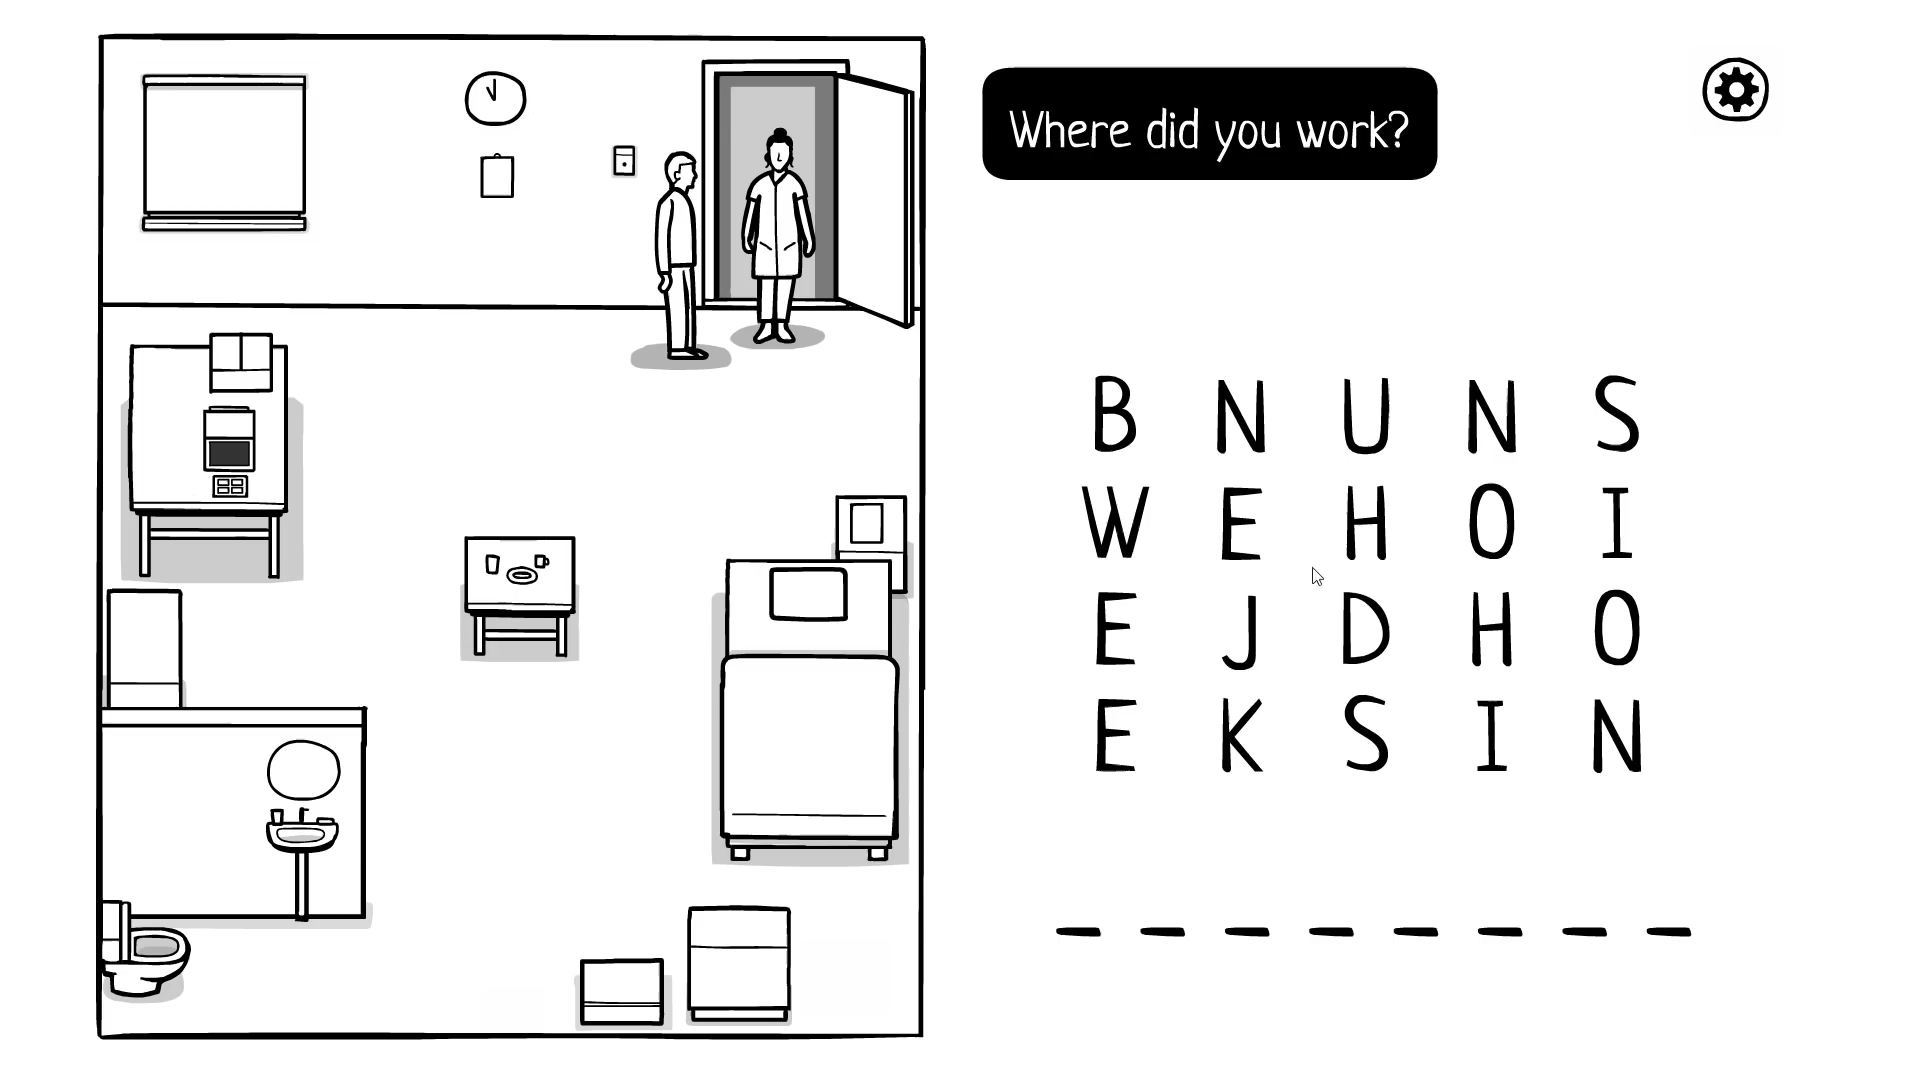 Where did you work?
B N U N S
W E H O I
E J D H O
E K S I N